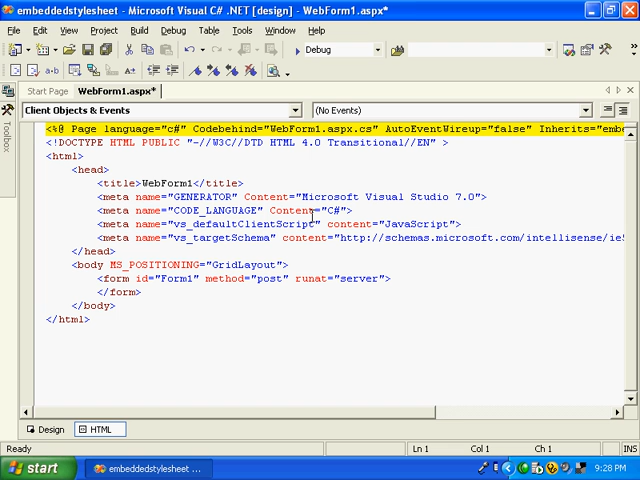 embeddedstylesheet - Microsoft Visual C# .NET [design] - WebForm1.aspx*
File Edit View Project Build Debug Table Tools Window Help
Debug
Start Page WebForm1.aspx*
Client Objects & Events (No Events)
Toolbox
<%@ Page language="c#" Codebehind="WebForm1.aspx.cs" AutoEventWireup="false" Inherits="embe
<!DOCTYPE HTML PUBLIC "-//W3C//DTD HTML 4.0 Transitional//EN" >
<html>
<head>
<title>WebForm1</title>
<meta name="GENERATOR" Content="Microsoft Visual Studio 7.0">
<meta name="CODE_LANGUAGE" Content="C#">
<meta name="vs_defaultClientScript" content="JavaScript">
<meta name="vs_targetSchema" content="http://schemas.microsoft.com/intellisense/ie5
</head>
<body MS_POSITIONING="GridLayout">
<form id="Form1" method="post" runat="server">
</form>
</body>
</html>
Design HTML
Ready Ln 1 Col 1 Ch 1 INS
start embeddedstylesheet ... 9:28 PM